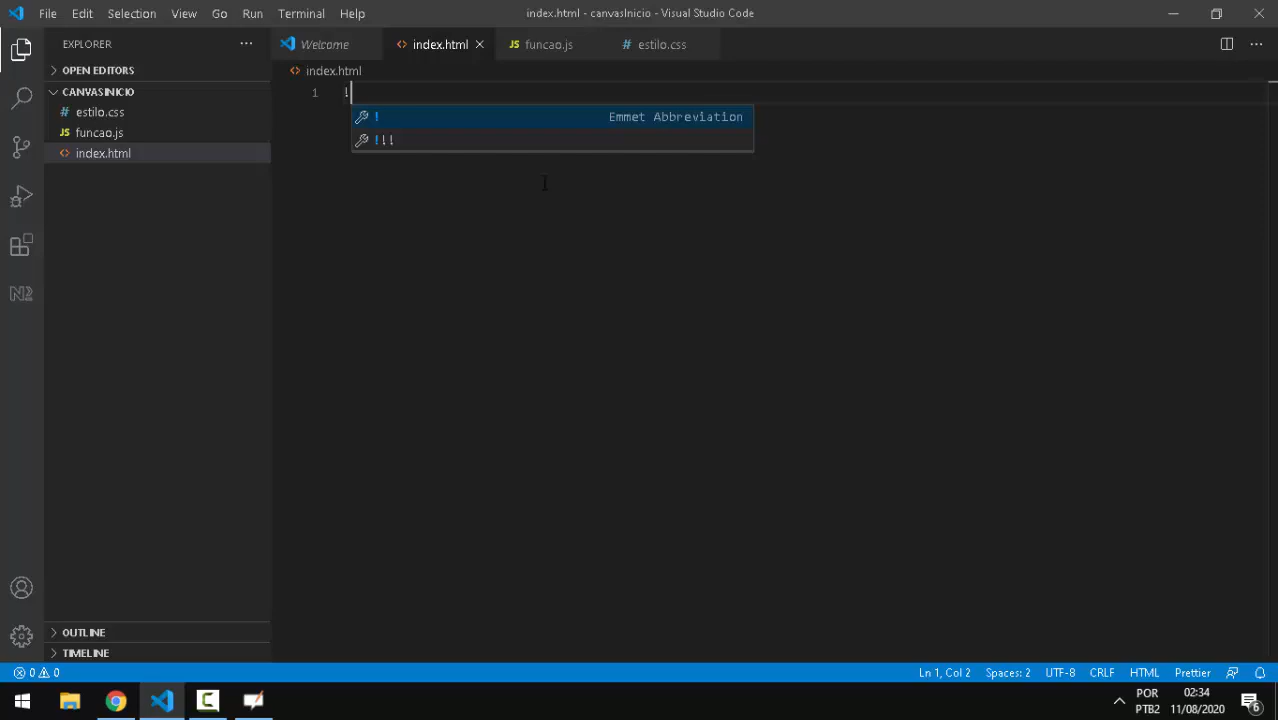 File Edit Selection View Go Run Terminal Help
index.html - canvasInicio - Visual Studio Code
EXPLORER
OPEN EDITORS
CANVASINICIO
# estilo.css
JS funcao.js
<> index.html
OUTLINE
TIMELINE
Welcome
<> index.html
JS funcao.js
# estilo.css
<> index.html
1 !
! Emmet Abbreviation
!!!
0 0
Ln 1, Col 2 Spaces: 2 UTF-8 CRLF HTML Prettier
POR
PTB2
02:34
11/08/2020
6